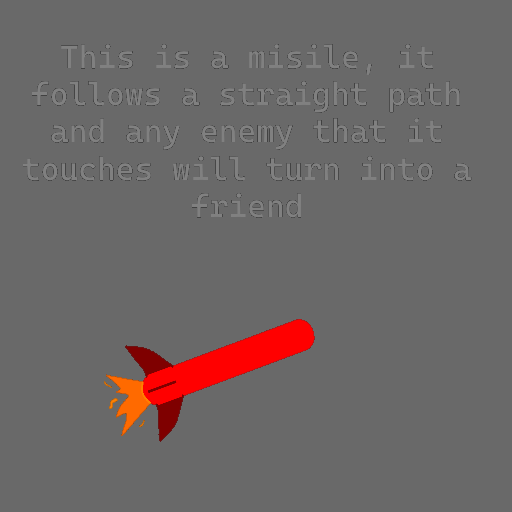 This is a misile, it
follows a straight path
and any enemy that it
touches will turn into a
friend